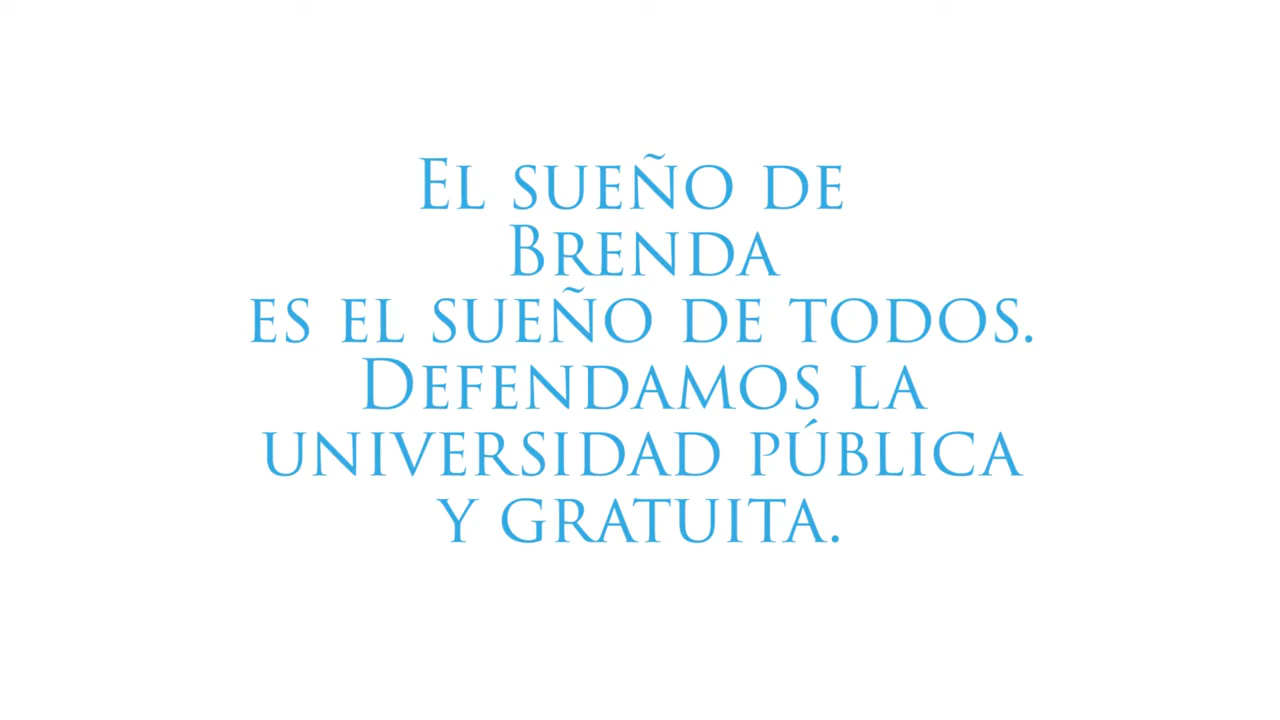 El sueño de
Brenda
es el sueño de todos.
Defendamos la
universidad pública
y gratuita.